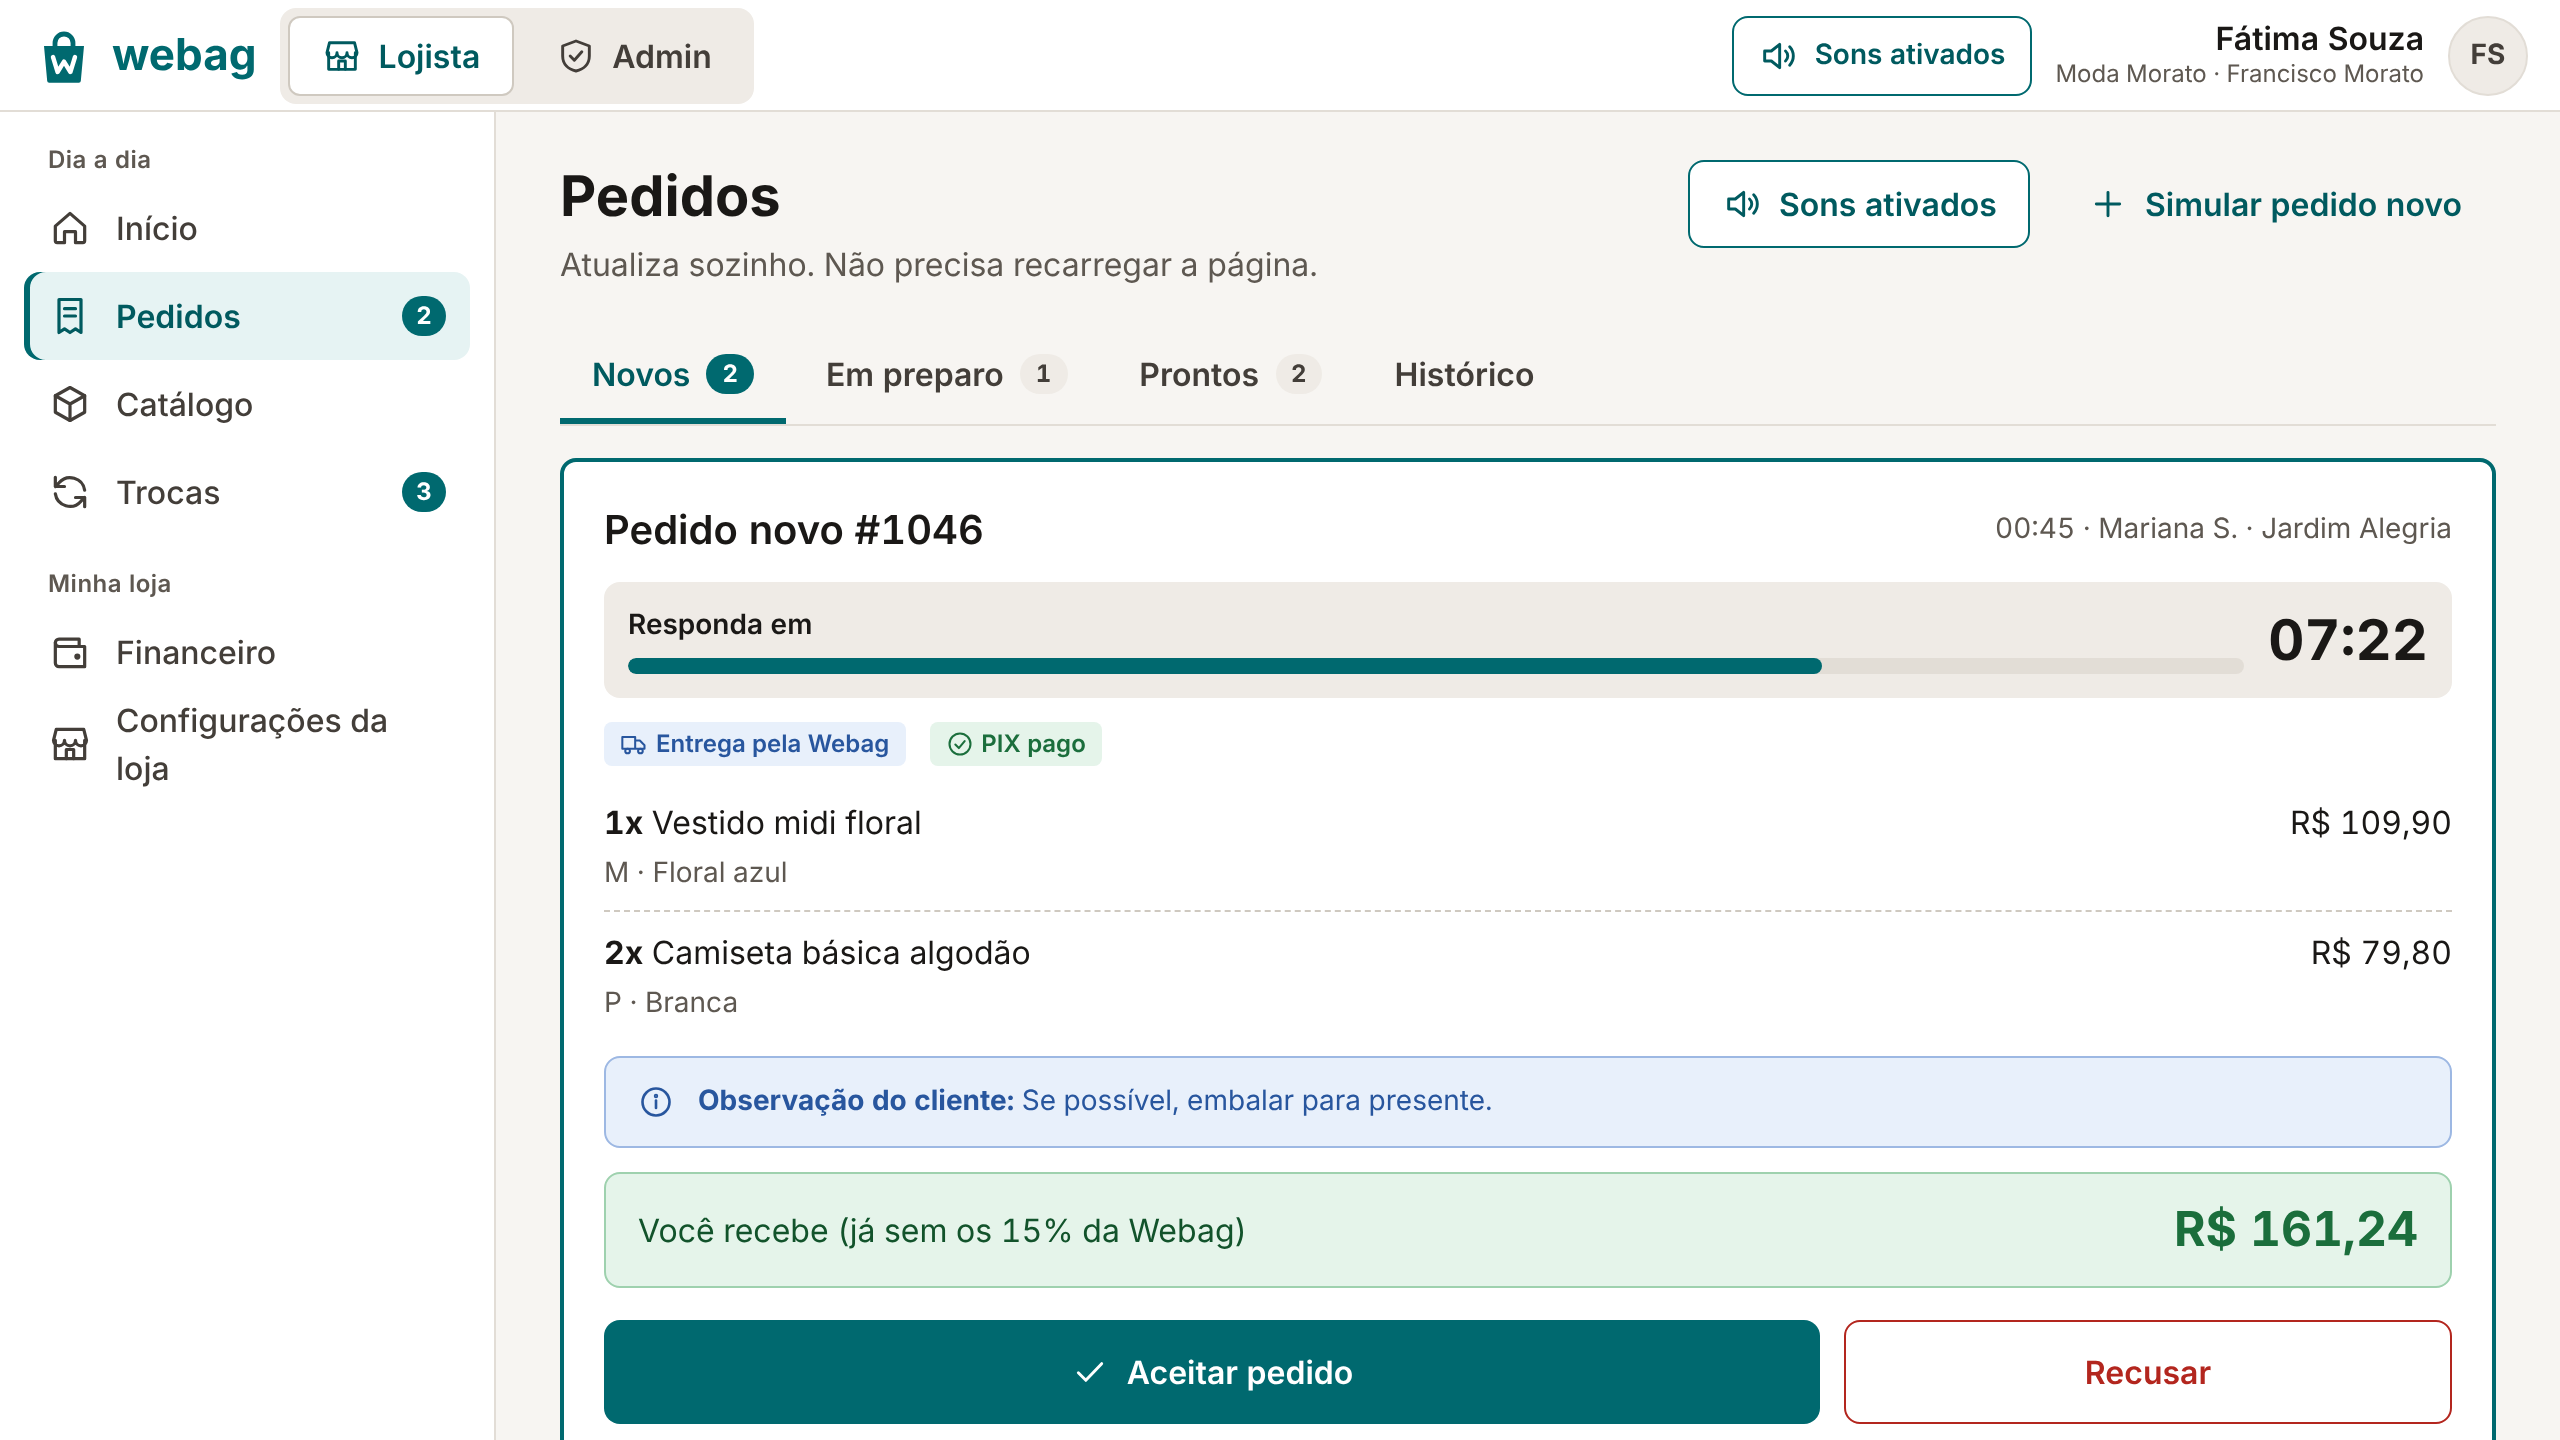 webag
Lojista
Admin
Sons ativados
Fátima Souza
Moda Morato · Francisco Morato
FS
Dia a dia
Início
Pedidos 2
Catálogo
Trocas 3
Minha loja
Financeiro
Configurações da
loja
Pedidos
Atualiza sozinho. Não precisa recarregar a página.
Sons ativados
Simular pedido novo
Novos 2
Em preparo 1
Prontos 2
Histórico
Pedido novo #1046
00:45 · Mariana S. · Jardim Alegria
Responda em
07:22
Entrega pela Webag
PIX pago
1x Vestido midi floral R$ 109,90
M · Floral azul
2x Camiseta básica algodão R$ 79,80
P · Branca
Observação do cliente: Se possível, embalar para presente.
Você recebe (já sem os 15% da Webag) R$ 161,24
Aceitar pedido
Recusar